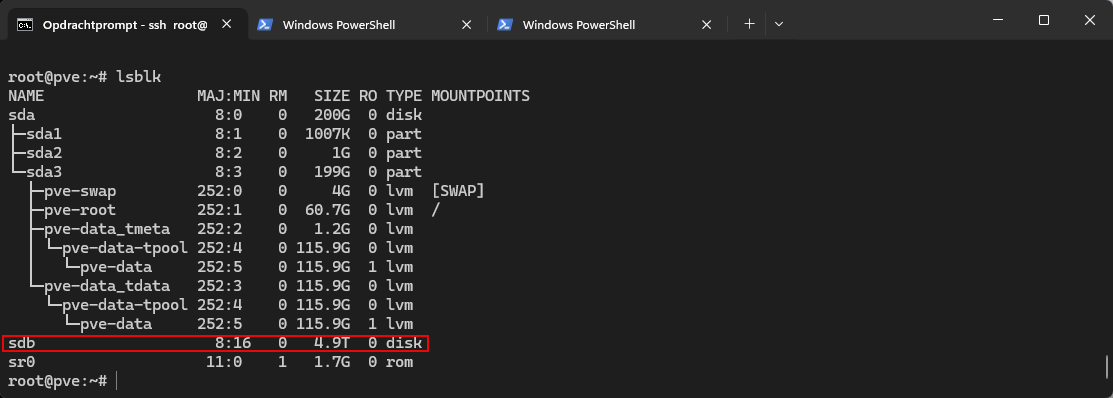 Opdrachtprompt - ssh  root@
Windows PowerShell
Windows PowerShell
root@pve:~# lsblk
NAME                 MAJ:MIN RM   SIZE RO TYPE MOUNTPOINTS
sda                    8:0    0   200G  0 disk
├─sda1                 8:1    0  1007K  0 part
├─sda2                 8:2    0     1G  0 part
└─sda3                 8:3    0   199G  0 part
  ├─pve-swap         252:0    0     4G  0 lvm  [SWAP]
  ├─pve-root         252:1    0  60.7G  0 lvm  /
  ├─pve-data_tmeta   252:2    0   1.2G  0 lvm
  │ └─pve-data-tpool 252:4    0 115.9G  0 lvm
  │   └─pve-data     252:5    0 115.9G  1 lvm
  └─pve-data_tdata   252:3    0 115.9G  0 lvm
    └─pve-data-tpool 252:4    0 115.9G  0 lvm
      └─pve-data     252:5    0 115.9G  1 lvm
sdb                    8:16   0   4.9T  0 disk
sr0                   11:0    1   1.7G  0 rom
root@pve:~#